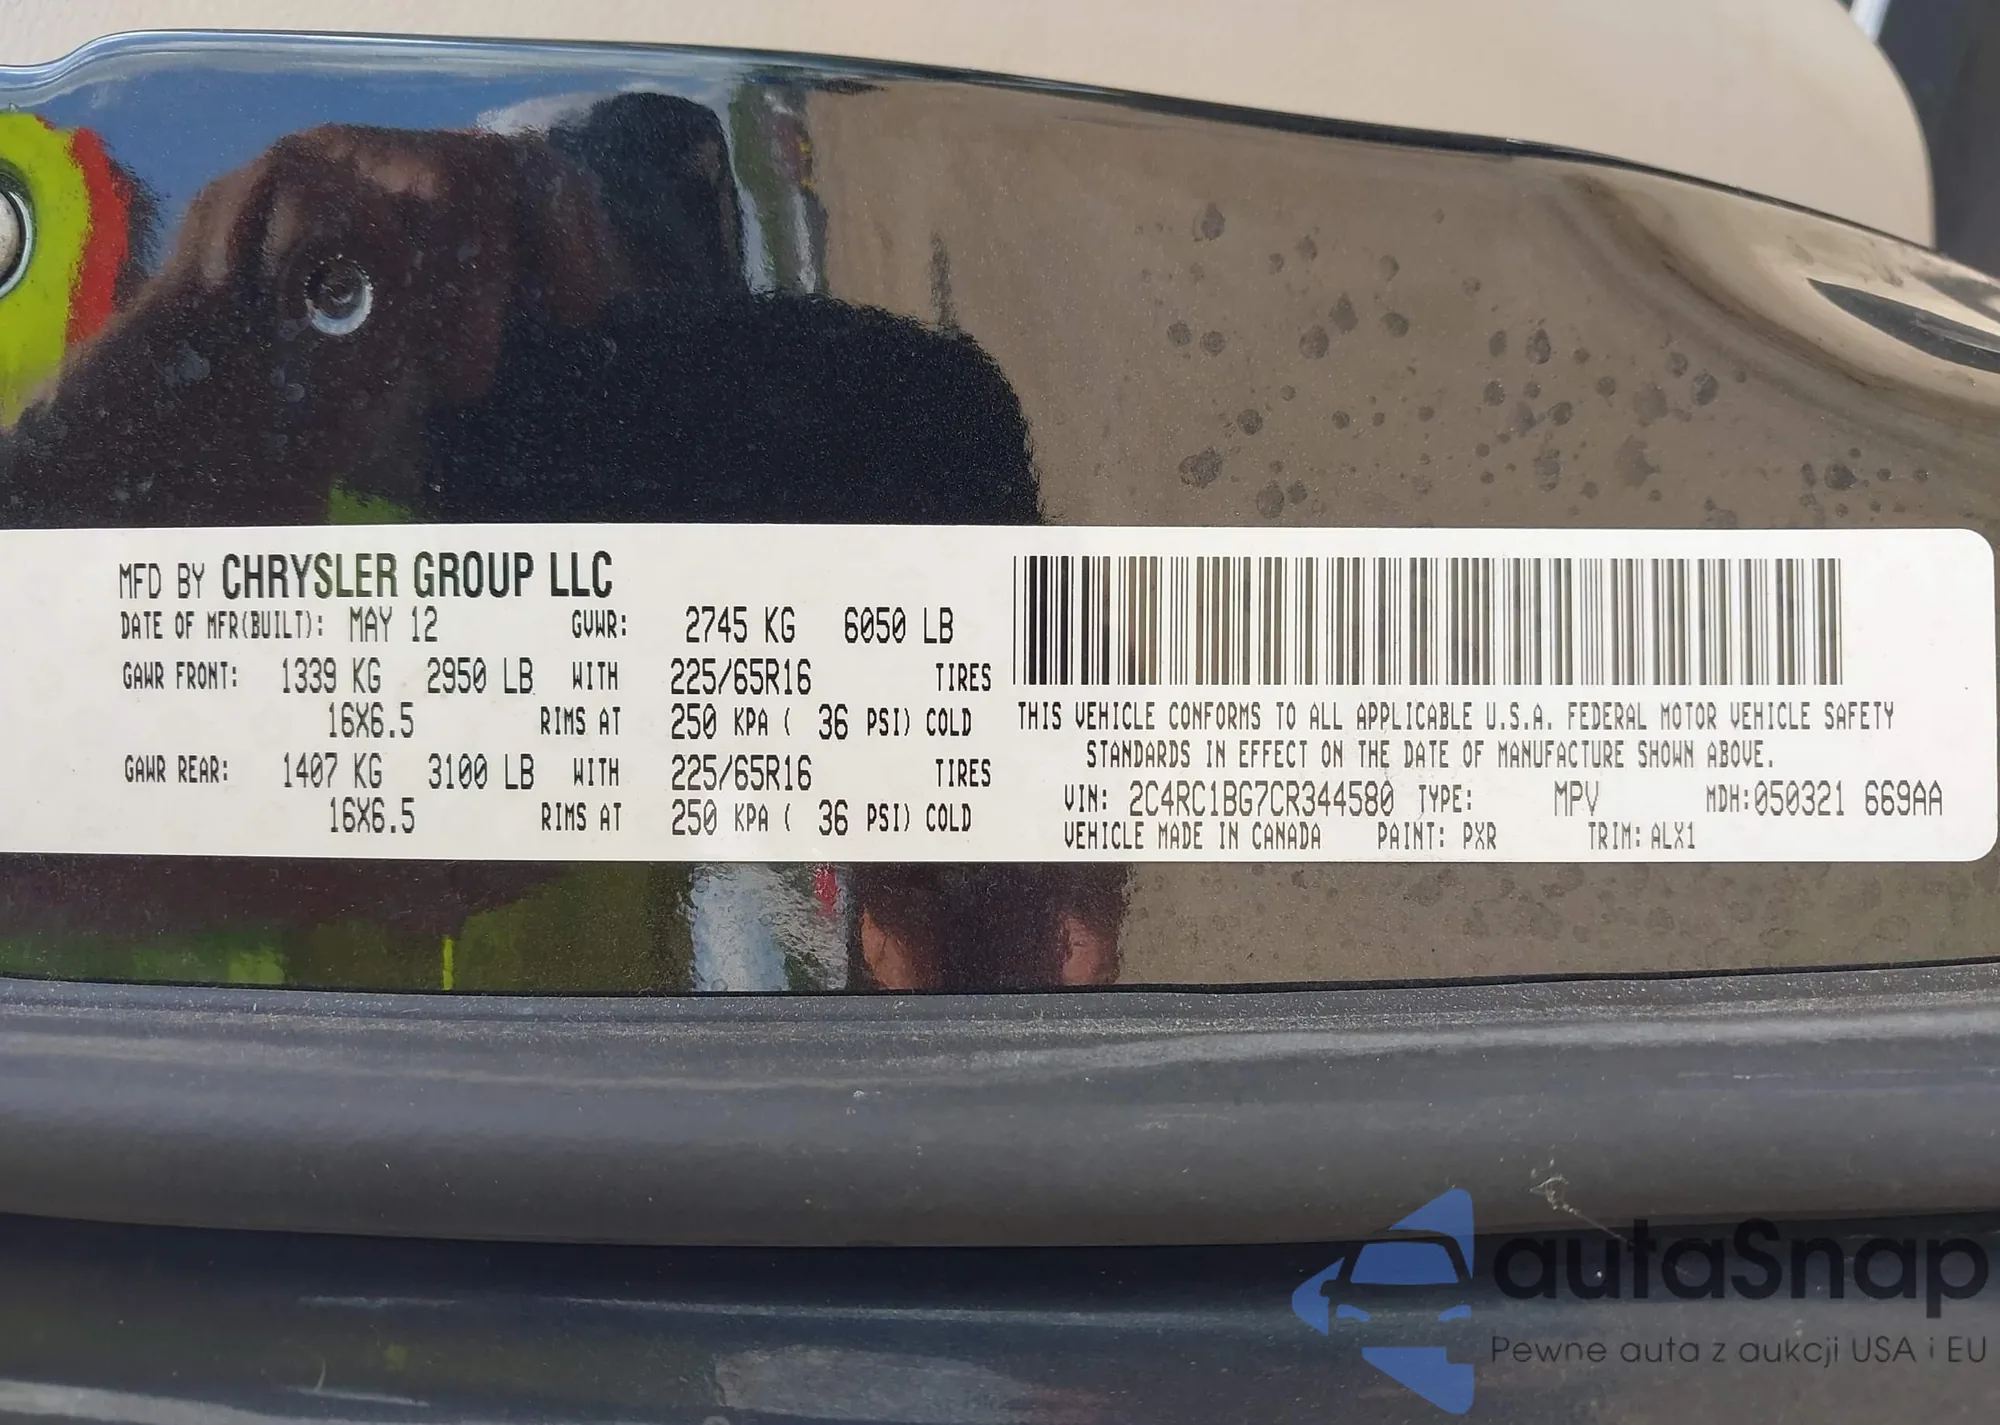 MFD BY CHRYSLER GROUP LLC
DATE OF MFR(BUILT): MAY 12 GVWR: 2745 KG 6050 LB
GAWR FRONT: 1339 KG 2950 LB WITH 225/65R16 TIRES
16X6.5 RIMS AT 250 KPA ( 36 PSI) COLD
GAWR REAR: 1407 KG 3100 LB WITH 225/65R16 TIRES
16X6.5 RIMS AT 250 KPA ( 36 PSI) COLD
THIS VEHICLE CONFORMS TO ALL APPLICABLE U.S.A. FEDERAL MOTOR VEHICLE SAFETY
STANDARDS IN EFFECT ON THE DATE OF MANUFACTURE SHOWN ABOVE.
VIN: 2C4RC1BG7CR344580 TYPE: MPV MDH:050321 669AA
VEHICLE MADE IN CANADA PAINT: PXR TRIM: ALX1
autaSnap
Pewne auta z aukcji USA i EU